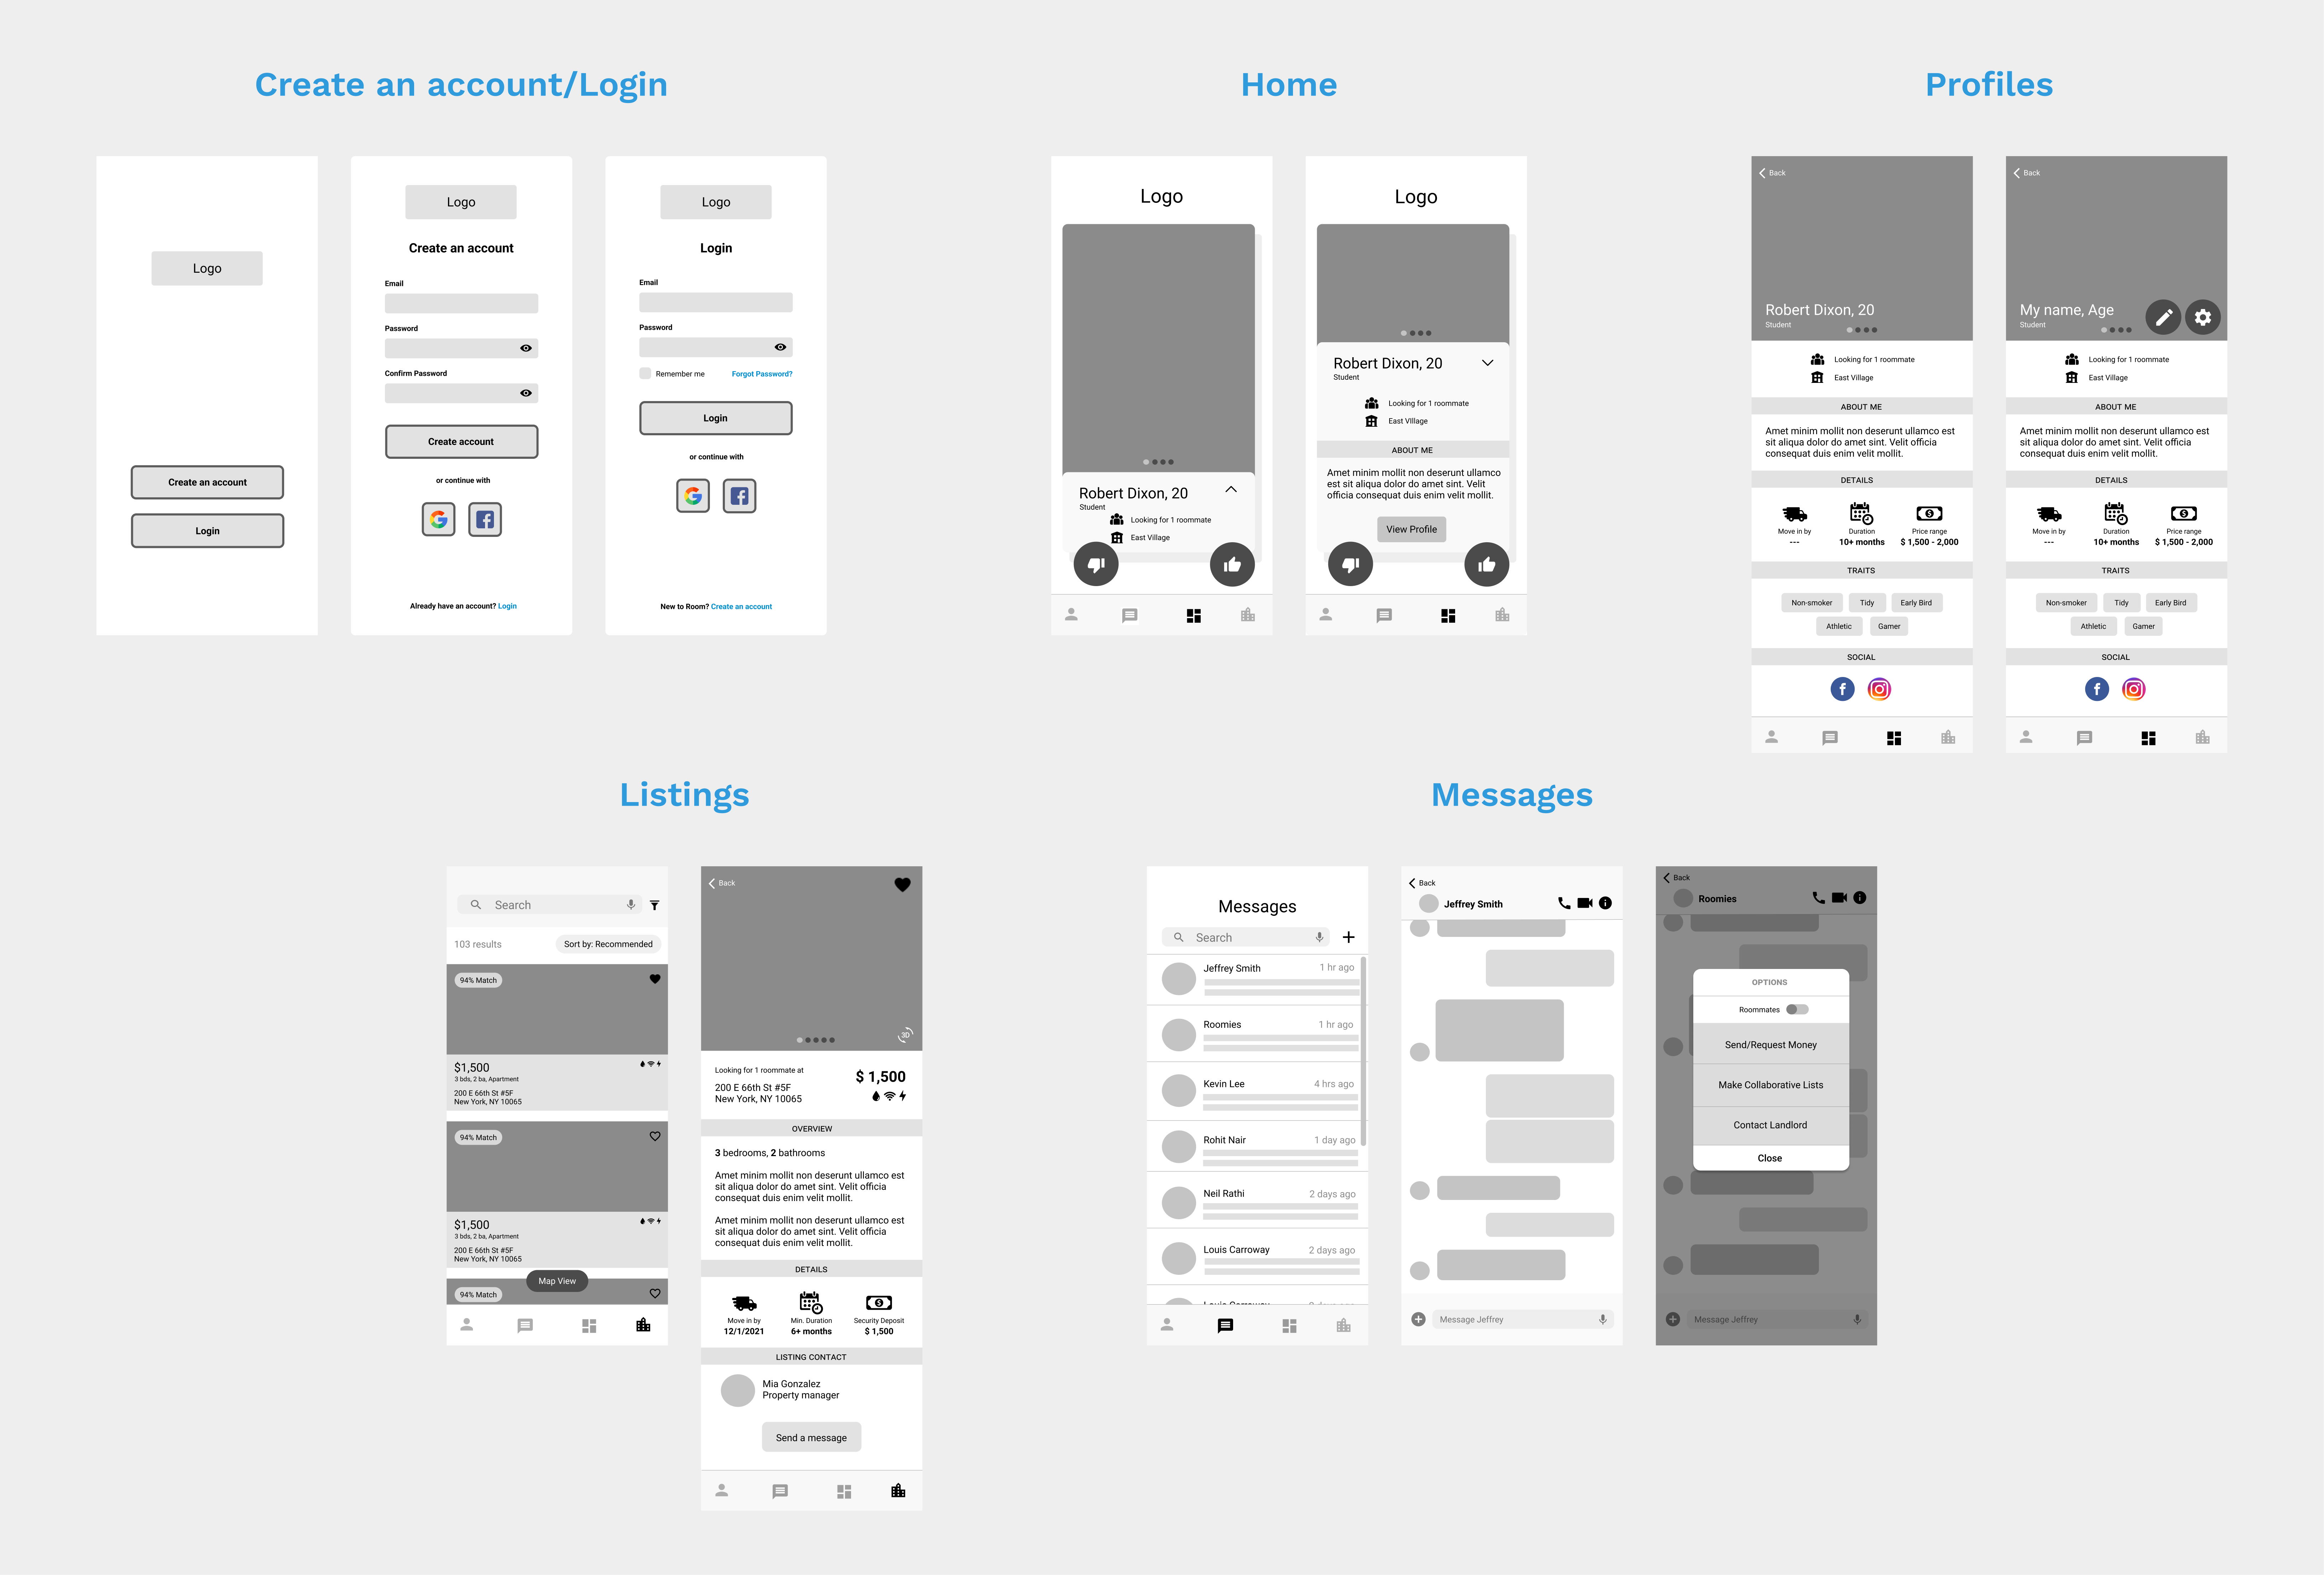 Create an account/Login
Logo
Create an account
Login
Logo
Create an account
Email
Password
Confirm Password
Create account
or continue with
Already have an account? Login
Logo
Login
Email
Password
Remember me
Forgot Password?
Login
or continue with
New to Room? Create an account
Home
Logo
Robert Dixon, 20
Student
Looking for 1 roommate
East Village
Logo
Robert Dixon, 20
Student
Looking for 1 roommate
East Village
ABOUT ME
Amet minim mollit non deserunt ullamco
est sit aliqua dolor do amet sint. Velit
officia consequat duis enim velit mollit.
View Profile
Profiles
Back
Robert Dixon, 20
Student
Looking for 1 roommate
East Village
ABOUT ME
Amet minim mollit non deserunt ullamco est
sit aliqua dolor do amet sint. Velit officia
consequat duis enim velit mollit.
DETAILS
Move in by
---
Duration
10+ months
Price range
$ 1,500 - 2,000
TRAITS
Non-smoker
Tidy
Early Bird
Athletic
Gamer
SOCIAL
Back
My name, Age
Student
Looking for 1 roommate
East Village
ABOUT ME
Amet minim mollit non deserunt ullamco est
sit aliqua dolor do amet sint. Velit officia
consequat duis enim velit mollit.
DETAILS
Move in by
---
Duration
10+ months
Price range
$ 1,500 - 2,000
TRAITS
Non-smoker
Tidy
Early Bird
Athletic
Gamer
SOCIAL
Listings
Search
103 results
Sort by: Recommended
94% Match
$1,500
3 bds, 2 ba, Apartment
200 E 66th St #5F
New York, NY 10065
94% Match
$1,500
3 bds, 2 ba, Apartment
200 E 66th St #5F
New York, NY 10065
Map View
94% Match
Back
3D
Looking for 1 roommate at
200 E 66th St #5F
New York, NY 10065
$ 1,500
OVERVIEW
3 bedrooms, 2 bathrooms
Amet minim mollit non deserunt ullamco est
sit aliqua dolor do amet sint. Velit officia
consequat duis enim velit mollit.
Amet minim mollit non deserunt ullamco est
sit aliqua dolor do amet sint. Velit officia
consequat duis enim velit mollit.
DETAILS
Move in by
12/1/2021
Min. Duration
6+ months
Security Deposit
$ 1,500
LISTING CONTACT
Mia Gonzalez
Property manager
Send a message
Messages
Messages
Search
Jeffrey Smith
1 hr ago
Roomies
1 hr ago
Kevin Lee
4 hrs ago
Rohit Nair
1 day ago
Neil Rathi
2 days ago
Louis Carroway
2 days ago
Louis Carroway
2 days ago
Back
Jeffrey Smith
Message Jeffrey
Back
Roomies
OPTIONS
Roommates
Send/Request Money
Make Collaborative Lists
Contact Landlord
Close
Message Jeffrey